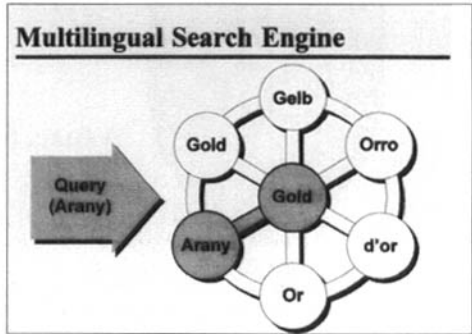 Multilingual Search Engine
Gelb
Gold
Orro
Query
(Arany)
Gold
Arany
d'or
Or